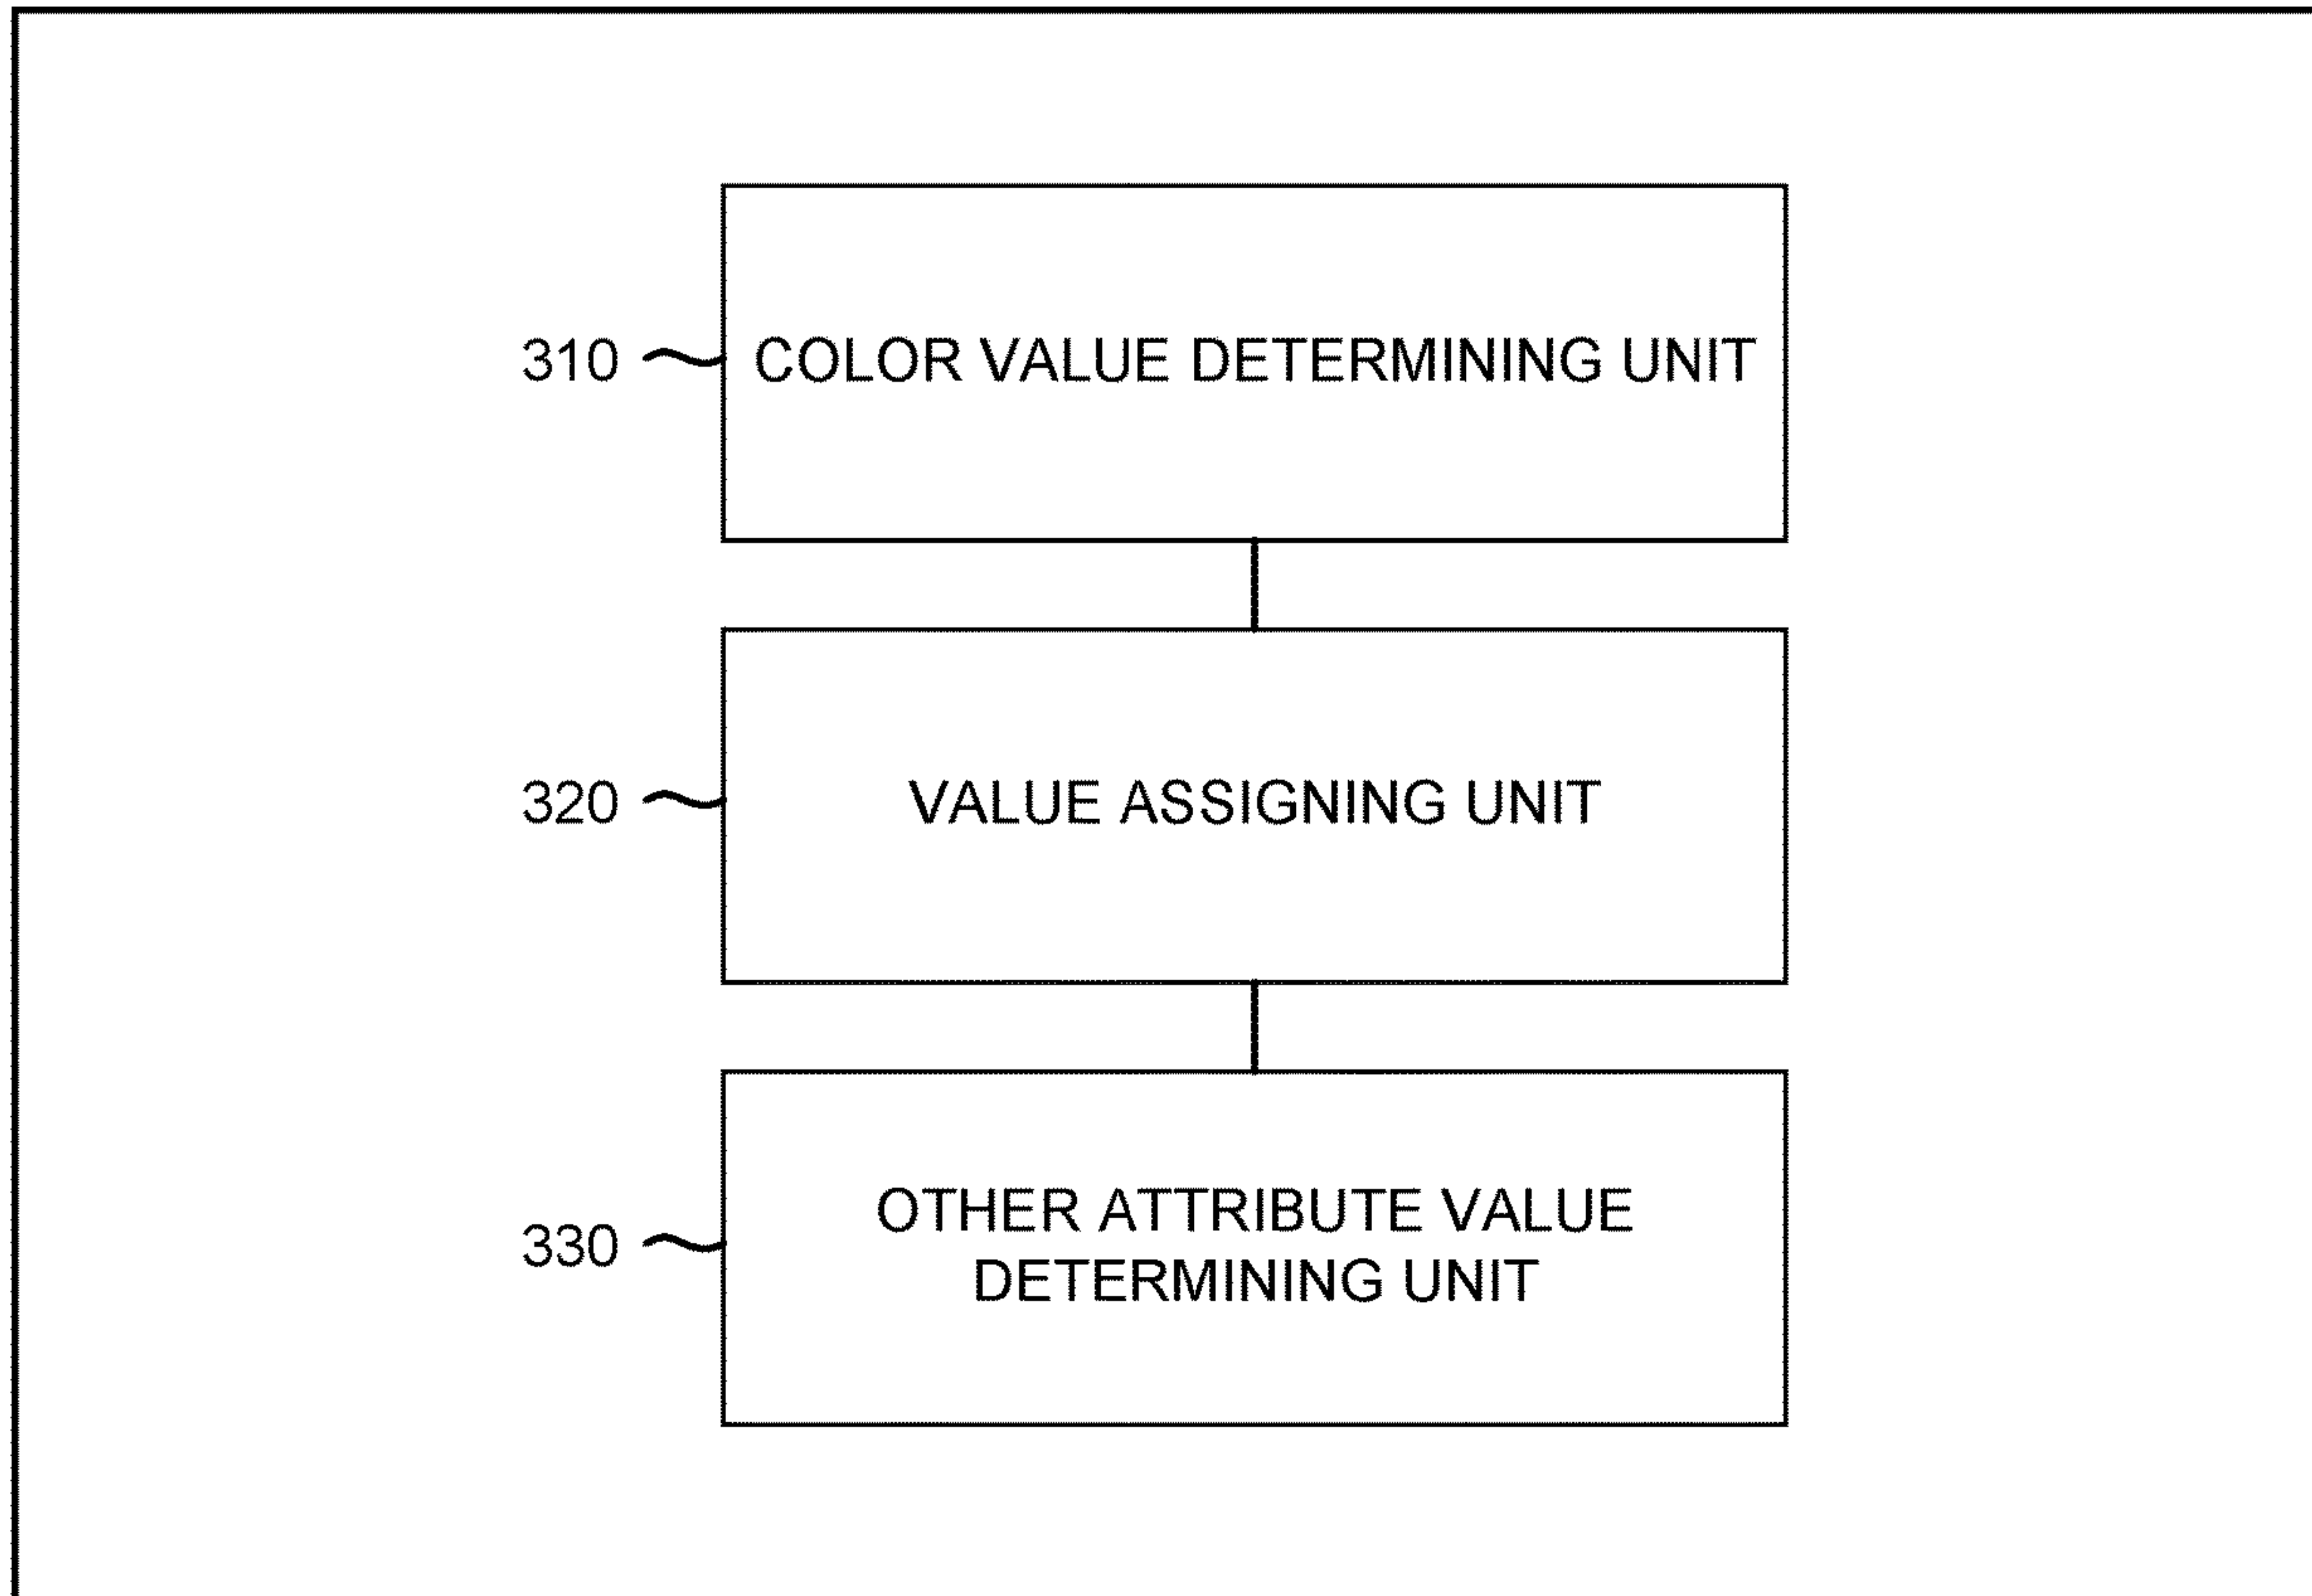 310
COLOR VALUE DETERMINING UNIT
320
VALUE ASSIGNING UNIT
330
OTHER ATTRIBUTE VALUE
DETERMINING UNIT